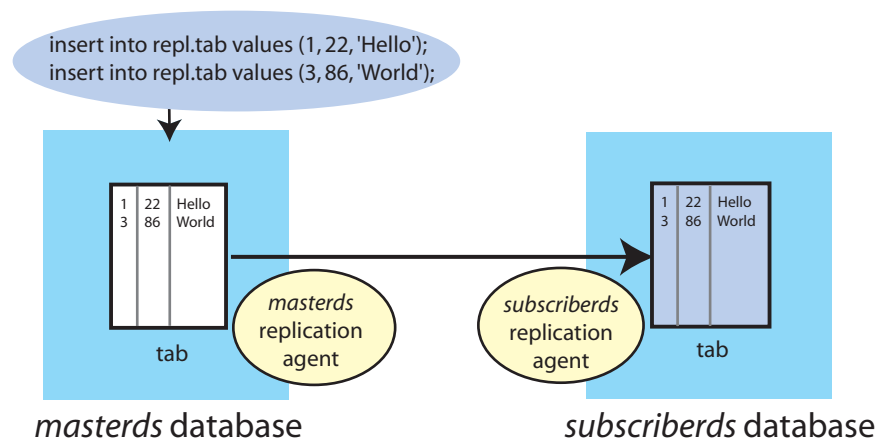 insert into repl.tab values (1, 22, 'Hello');
insert into repl.tab values (3, 86, 'World');
1 22 Hello
3 86 World
tab
masterds
replication
agent
masterds database
1 22 Hello
3 86 World
tab
subscriberds
replication
agent
subscriberds database